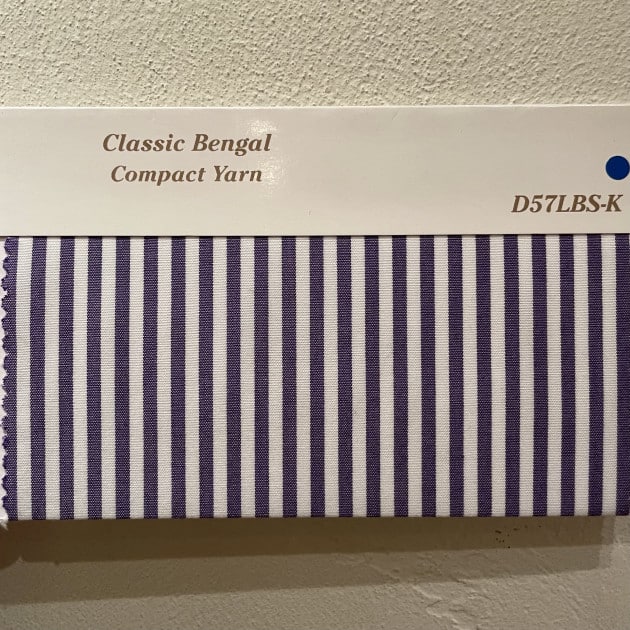 Classic Bengal
Compact Yarn
D57LBS-K